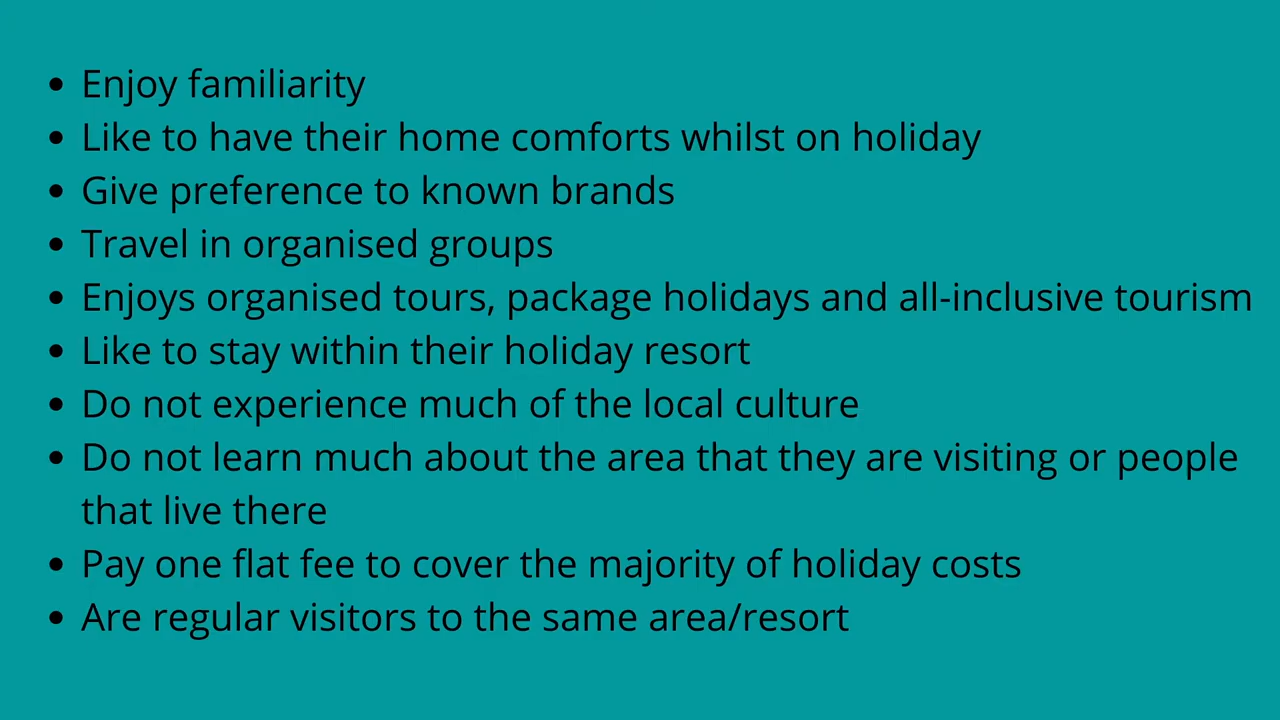 • Enjoy familiarity
• Like to have their home comforts whilst on holiday
• Give preference to known brands
• Travel in organised groups
• Enjoys organised tours, package holidays and all-inclusive tourism
• Like to stay within their holiday resort
• Do not experience much of the local culture
• Do not learn much about the area that they are visiting or people
that live there
• Pay one flat fee to cover the majority of holiday costs
• Are regular visitors to the same area/resort